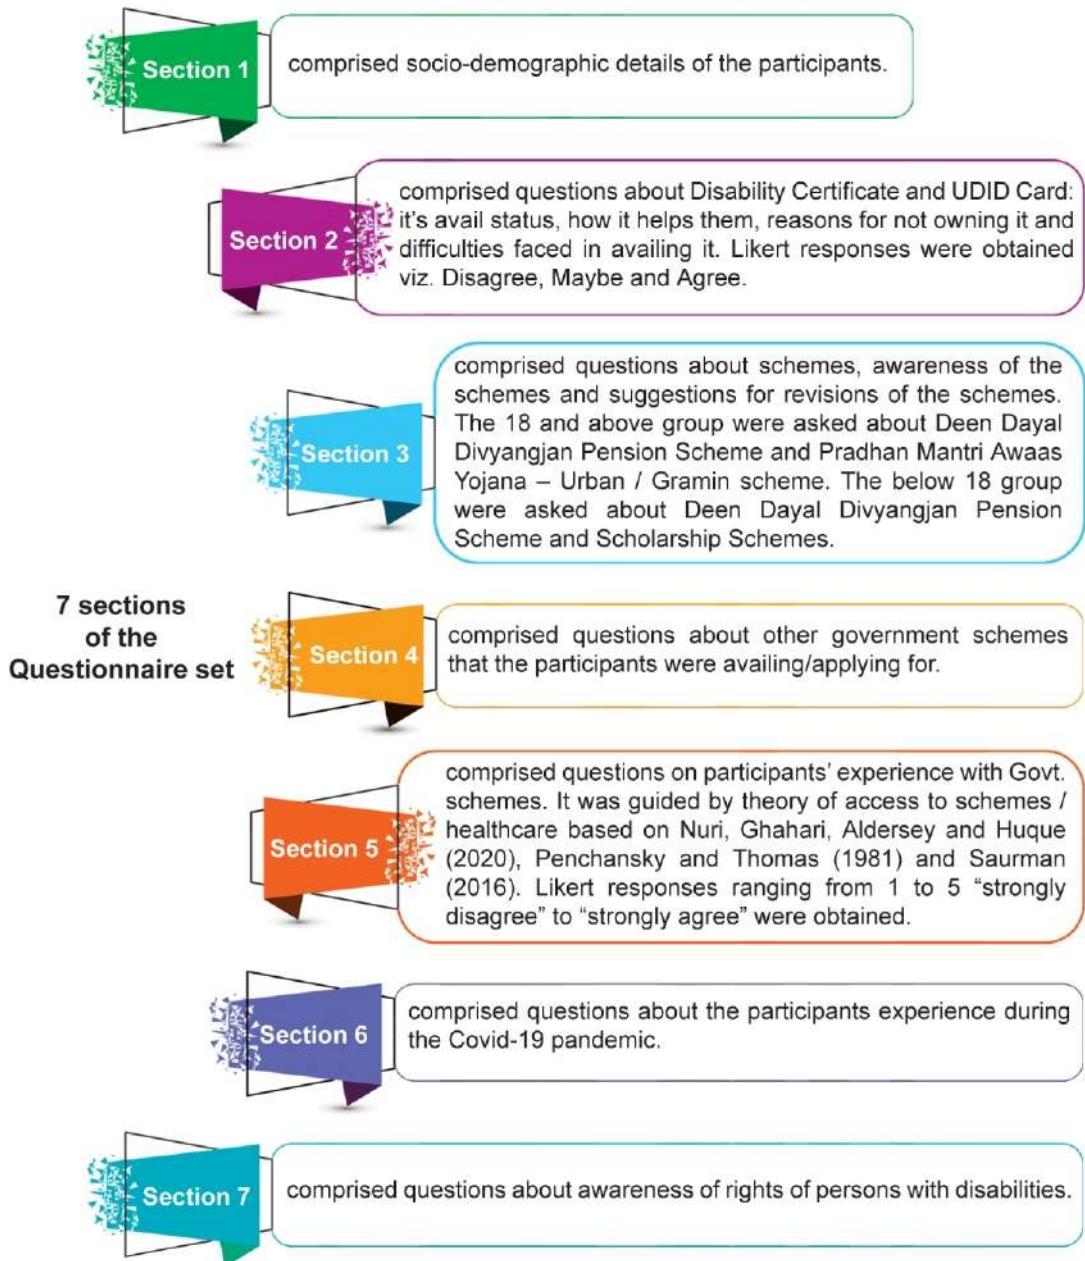 Section 1
comprised socio-demographic details of the participants.
Section 2
comprised questions about Disability Certificate and UDID Card:
it's avail status, how it helps them, reasons for not owning it and
difficulties faced in availing it. Likert responses were obtained
viz. Disagree, Maybe and Agree.
Section 3
comprised questions about schemes, awareness of the
schemes and suggestions for revisions of the schemes.
The 18 and above group were asked about Deen Dayal
Divyangjan Pension Scheme and Pradhan Mantri Awaas
Yojana – Urban / Gramin scheme. The below 18 group
were asked about Deen Dayal Divyangjan Pension
Scheme and Scholarship Schemes.
7 sections
of the
Questionnaire set
Section 4
comprised questions about other government schemes
that the participants were availing/applying for.
Section 5
comprised questions on participants’ experience with Govt.
schemes. It was guided by theory of access to schemes /
healthcare based on Nuri, Ghahari, Aldersey and Huque
(2020), Penchansky and Thomas (1981) and Saurman
(2016). Likert responses ranging from 1 to 5 “strongly
disagree” to “strongly agree” were obtained.
Section 6
comprised questions about the participants experience during
the Covid-19 pandemic.
Section 7
comprised questions about awareness of rights of persons with disabilities.